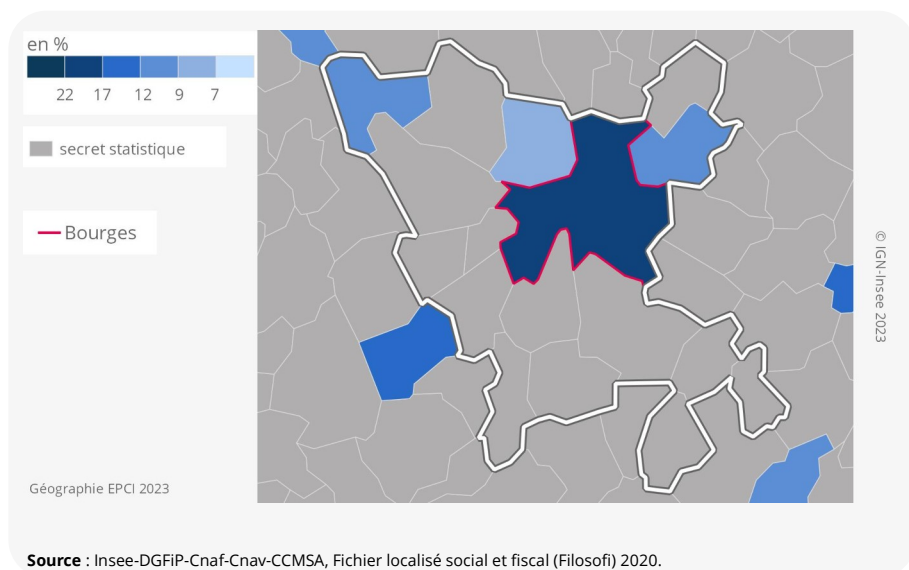 en %
22 17 12 9 7
secret statistique
Bourges
© IGN-Insee 2023
Géographie EPCI 2023
Source : Insee-DGFiP-Cnaf-Cnav-CCMSA, Fichier localisé social et fiscal (Filosofi) 2020.